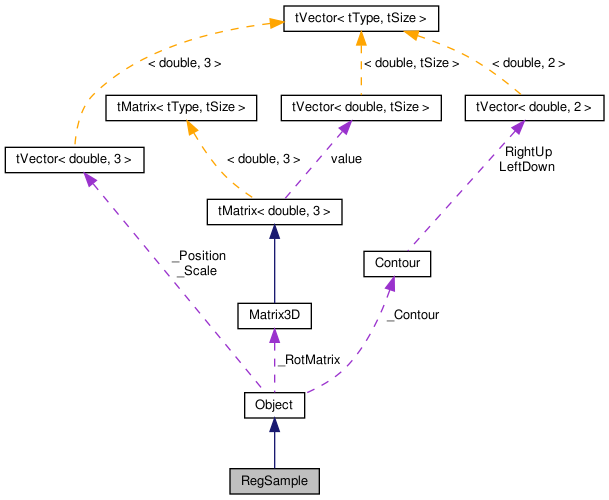 tVector< tType, tSize >
< double, 3 >
< double, tSize >
< double, 2 >
tMatrix< tType, tSize >
tVector< double, tSize >
tVector< double, 2 >
tVector< double, 3 >
< double, 3 >
value
RightUp
LeftDown
tMatrix< double, 3 >
_Position
_Scale
Contour
Matrix3D
_Contour
_RotMatrix
Object
RegSample